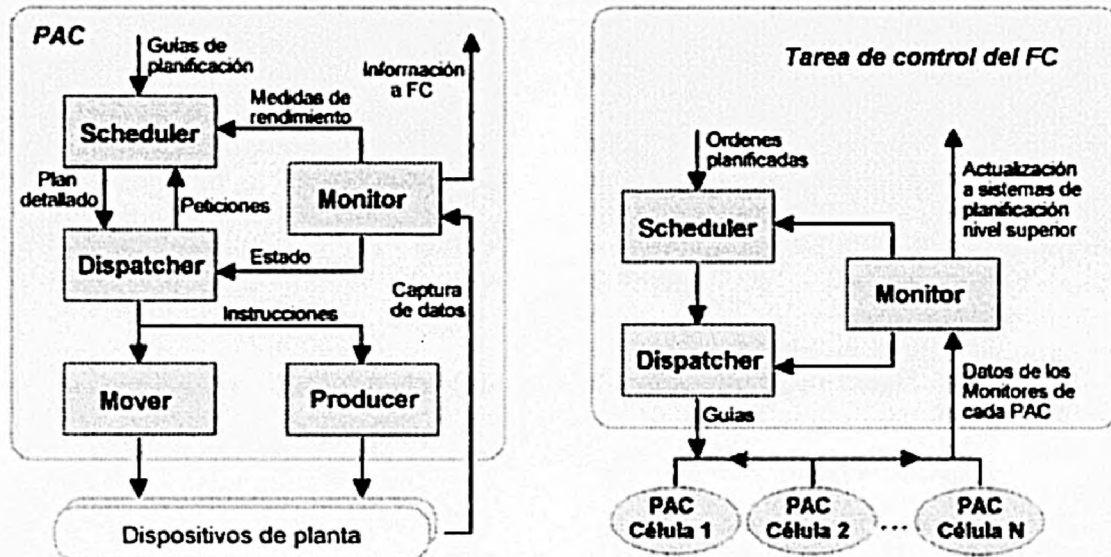 PAC
Guías de
planificación
Información
a FC
Medidas de
rendimiento
Scheduler
Plan
detallado
Peticiones
Monitor
Dispatcher
Estado
Captura
de datos
Instrucciones
Mover
Producer
Dispositivos de planta
Tarea de control del FC
Ordenes
planificadas
Actualización
a sistemas de
planificación
nivel superior
Scheduler
Monitor
Dispatcher
Datos de los
Monitores de
cada PAC
Guías
PAC
Célula 1
PAC
Célula 2
....
PAC
Célula N